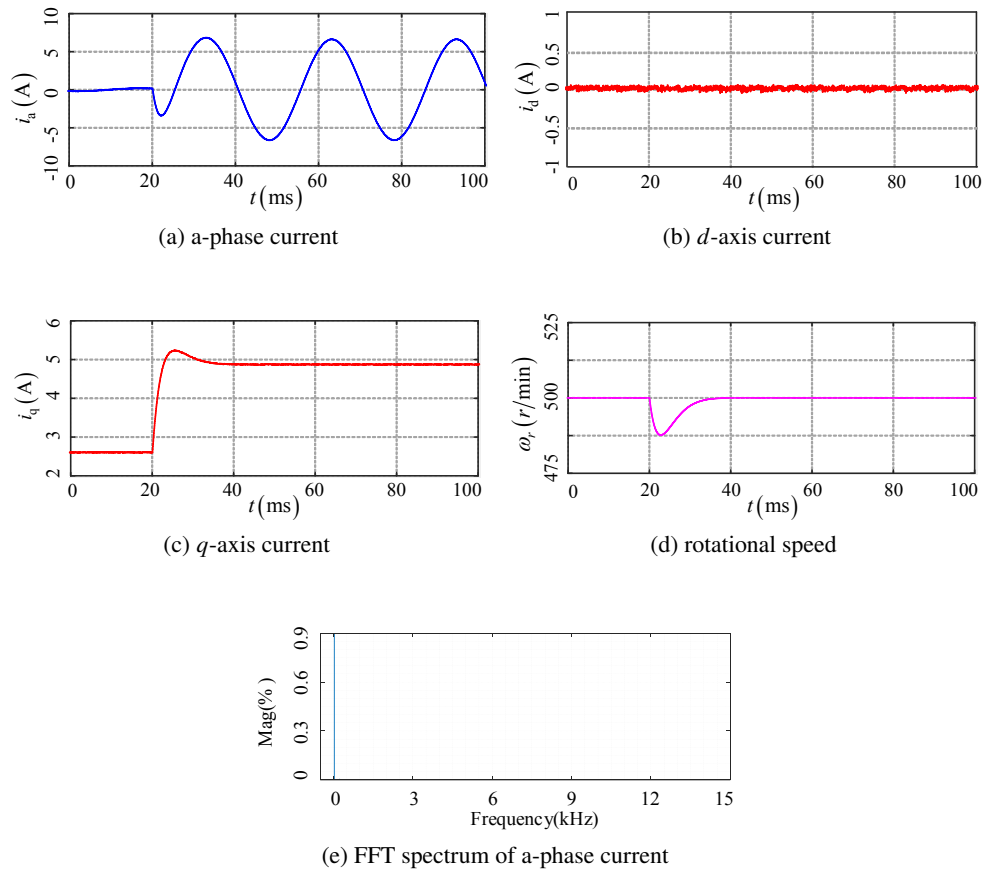 10
5
0
-5
-10
i_a (A)
0 20 40 60 80 100
t (ms)
(a) a-phase current
1
0.5
0
-0.5
-1
i_d (A)
0 20 40 60 80 100
t (ms)
(b) d-axis current
6
5
4
3
2
i_q (A)
0 20 40 60 80 100
t (ms)
(c) q-axis current
525
500
475
ω_r (r/min)
0 20 40 60 80 100
t (ms)
(d) rotational speed
0.9
0.6
0.3
0
Mag(%)
0 3 6 9 12 15
Frequency(kHz)
(e) FFT spectrum of a-phase current